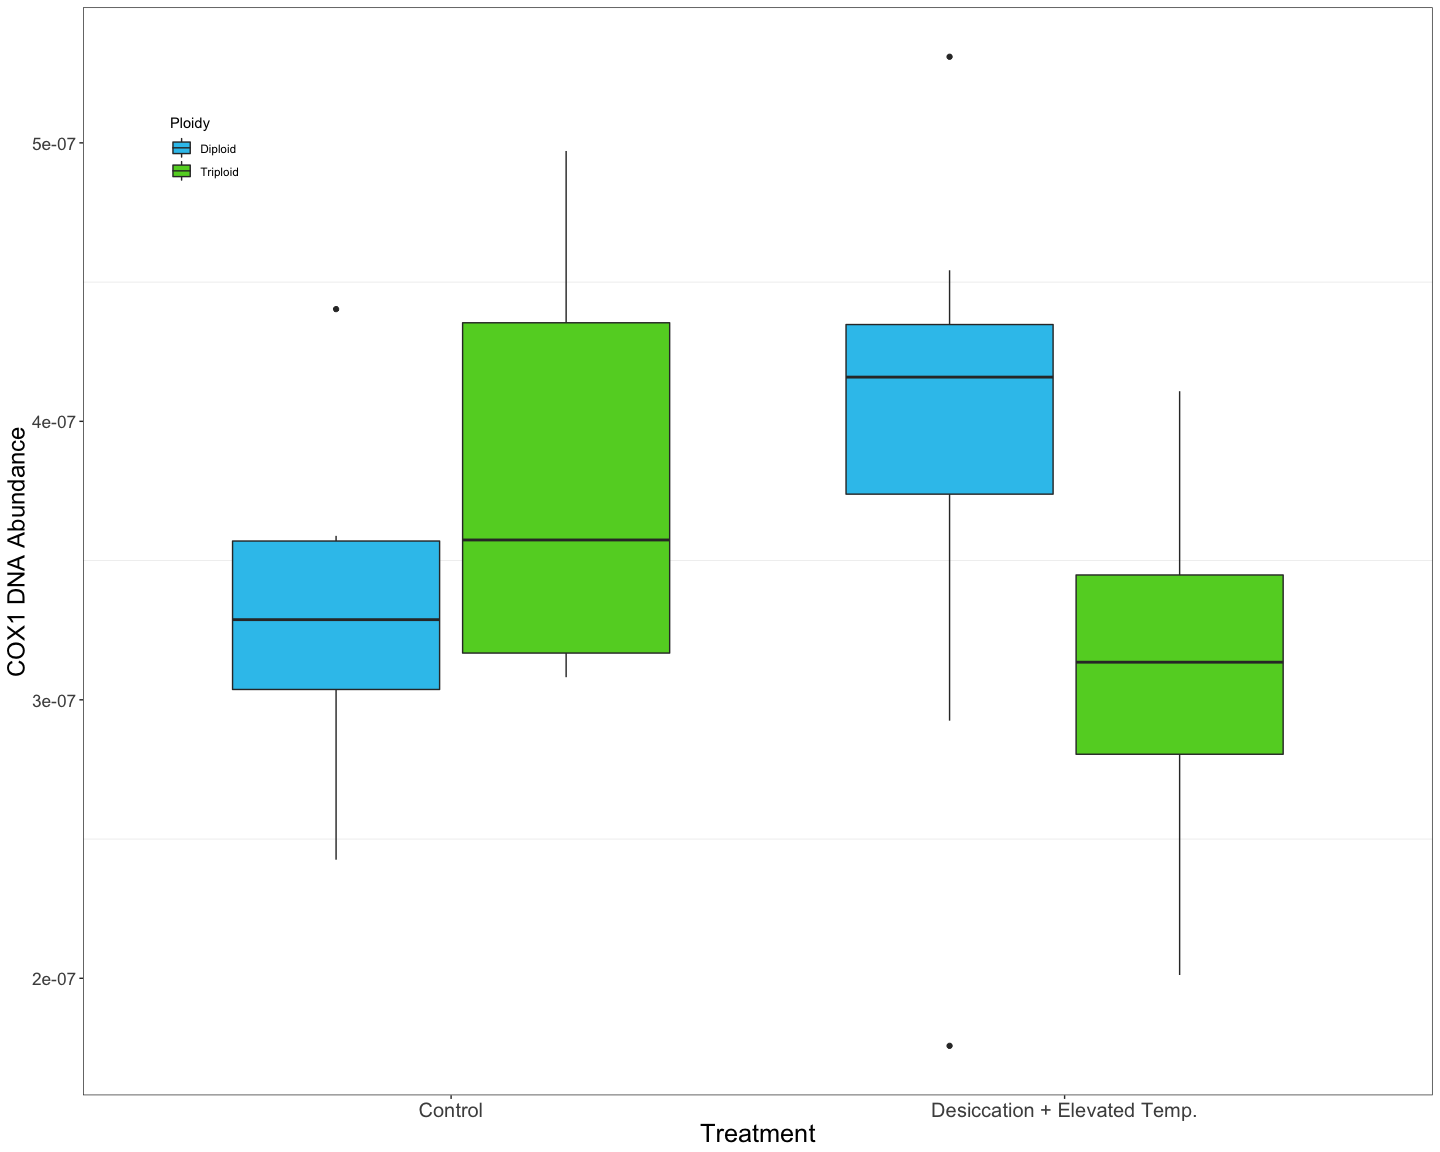 Ploidy
Diploid
Triploid
5e-07
4e-07
3e-07
2e-07
COX1 DNA Abundance
Control
Desiccation + Elevated Temp.
Treatment